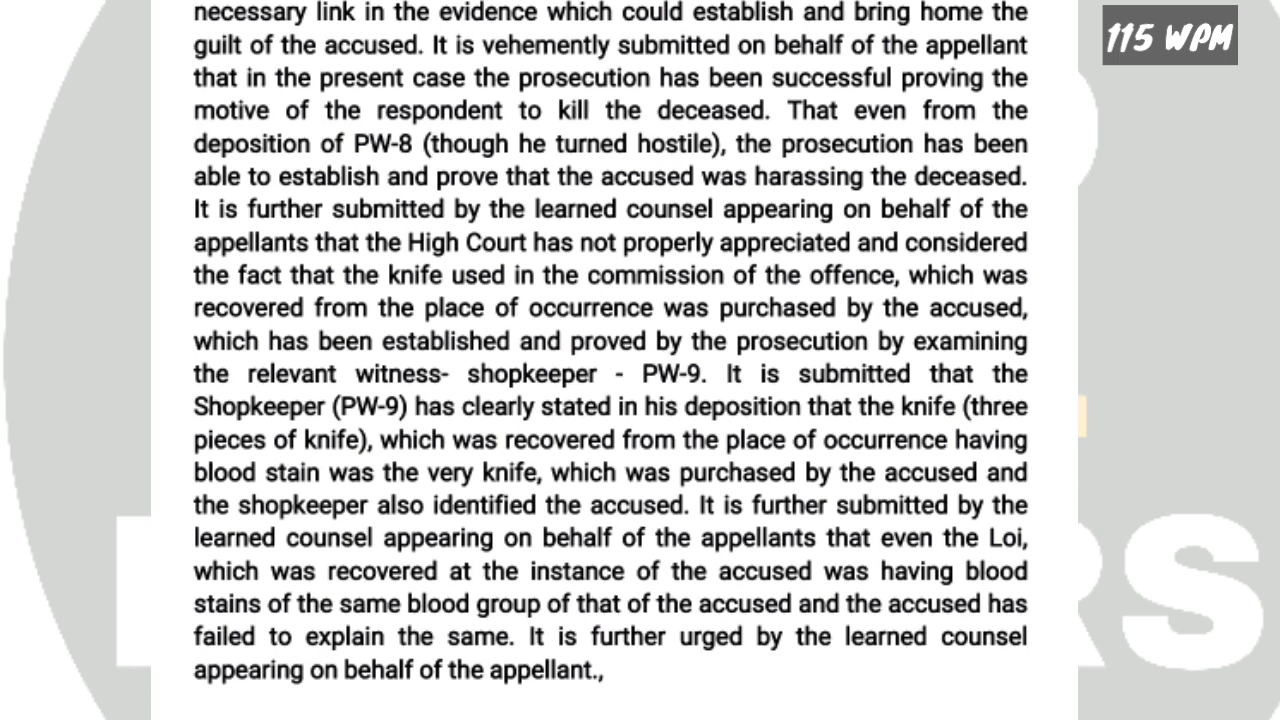 115 WPM
necessary link in the evidence which could establish and bring home the
guilt of the accused. It is vehemently submitted on behalf of the appellant
that in the present case the prosecution has been successful proving the
motive of the respondent to kill the deceased. That even from the
deposition of PW-8 (though he turned hostile), the prosecution has been
able to establish and prove that the accused was harassing the deceased.
It is further submitted by the learned counsel appearing on behalf of the
appellants that the High Court has not properly appreciated and considered
the fact that the knife used in the commission of the offence, which was
recovered from the place of occurrence was purchased by the accused,
which has been established and proved by the prosecution by examining
the relevant witness- shopkeeper - PW-9. It is submitted that the
Shopkeeper (PW-9) has clearly stated in his deposition that the knife (three
pieces of knife), which was recovered from the place of occurrence having
blood stain was the very knife, which was purchased by the accused and
the shopkeeper also identified the accused. It is further submitted by the
learned counsel appearing on behalf of the appellants that even the Loi,
which was recovered at the instance of the accused was having blood
stains of the same blood group of that of the accused and the accused has
failed to explain the same. It is further urged by the learned counsel
appearing on behalf of the appellant.,